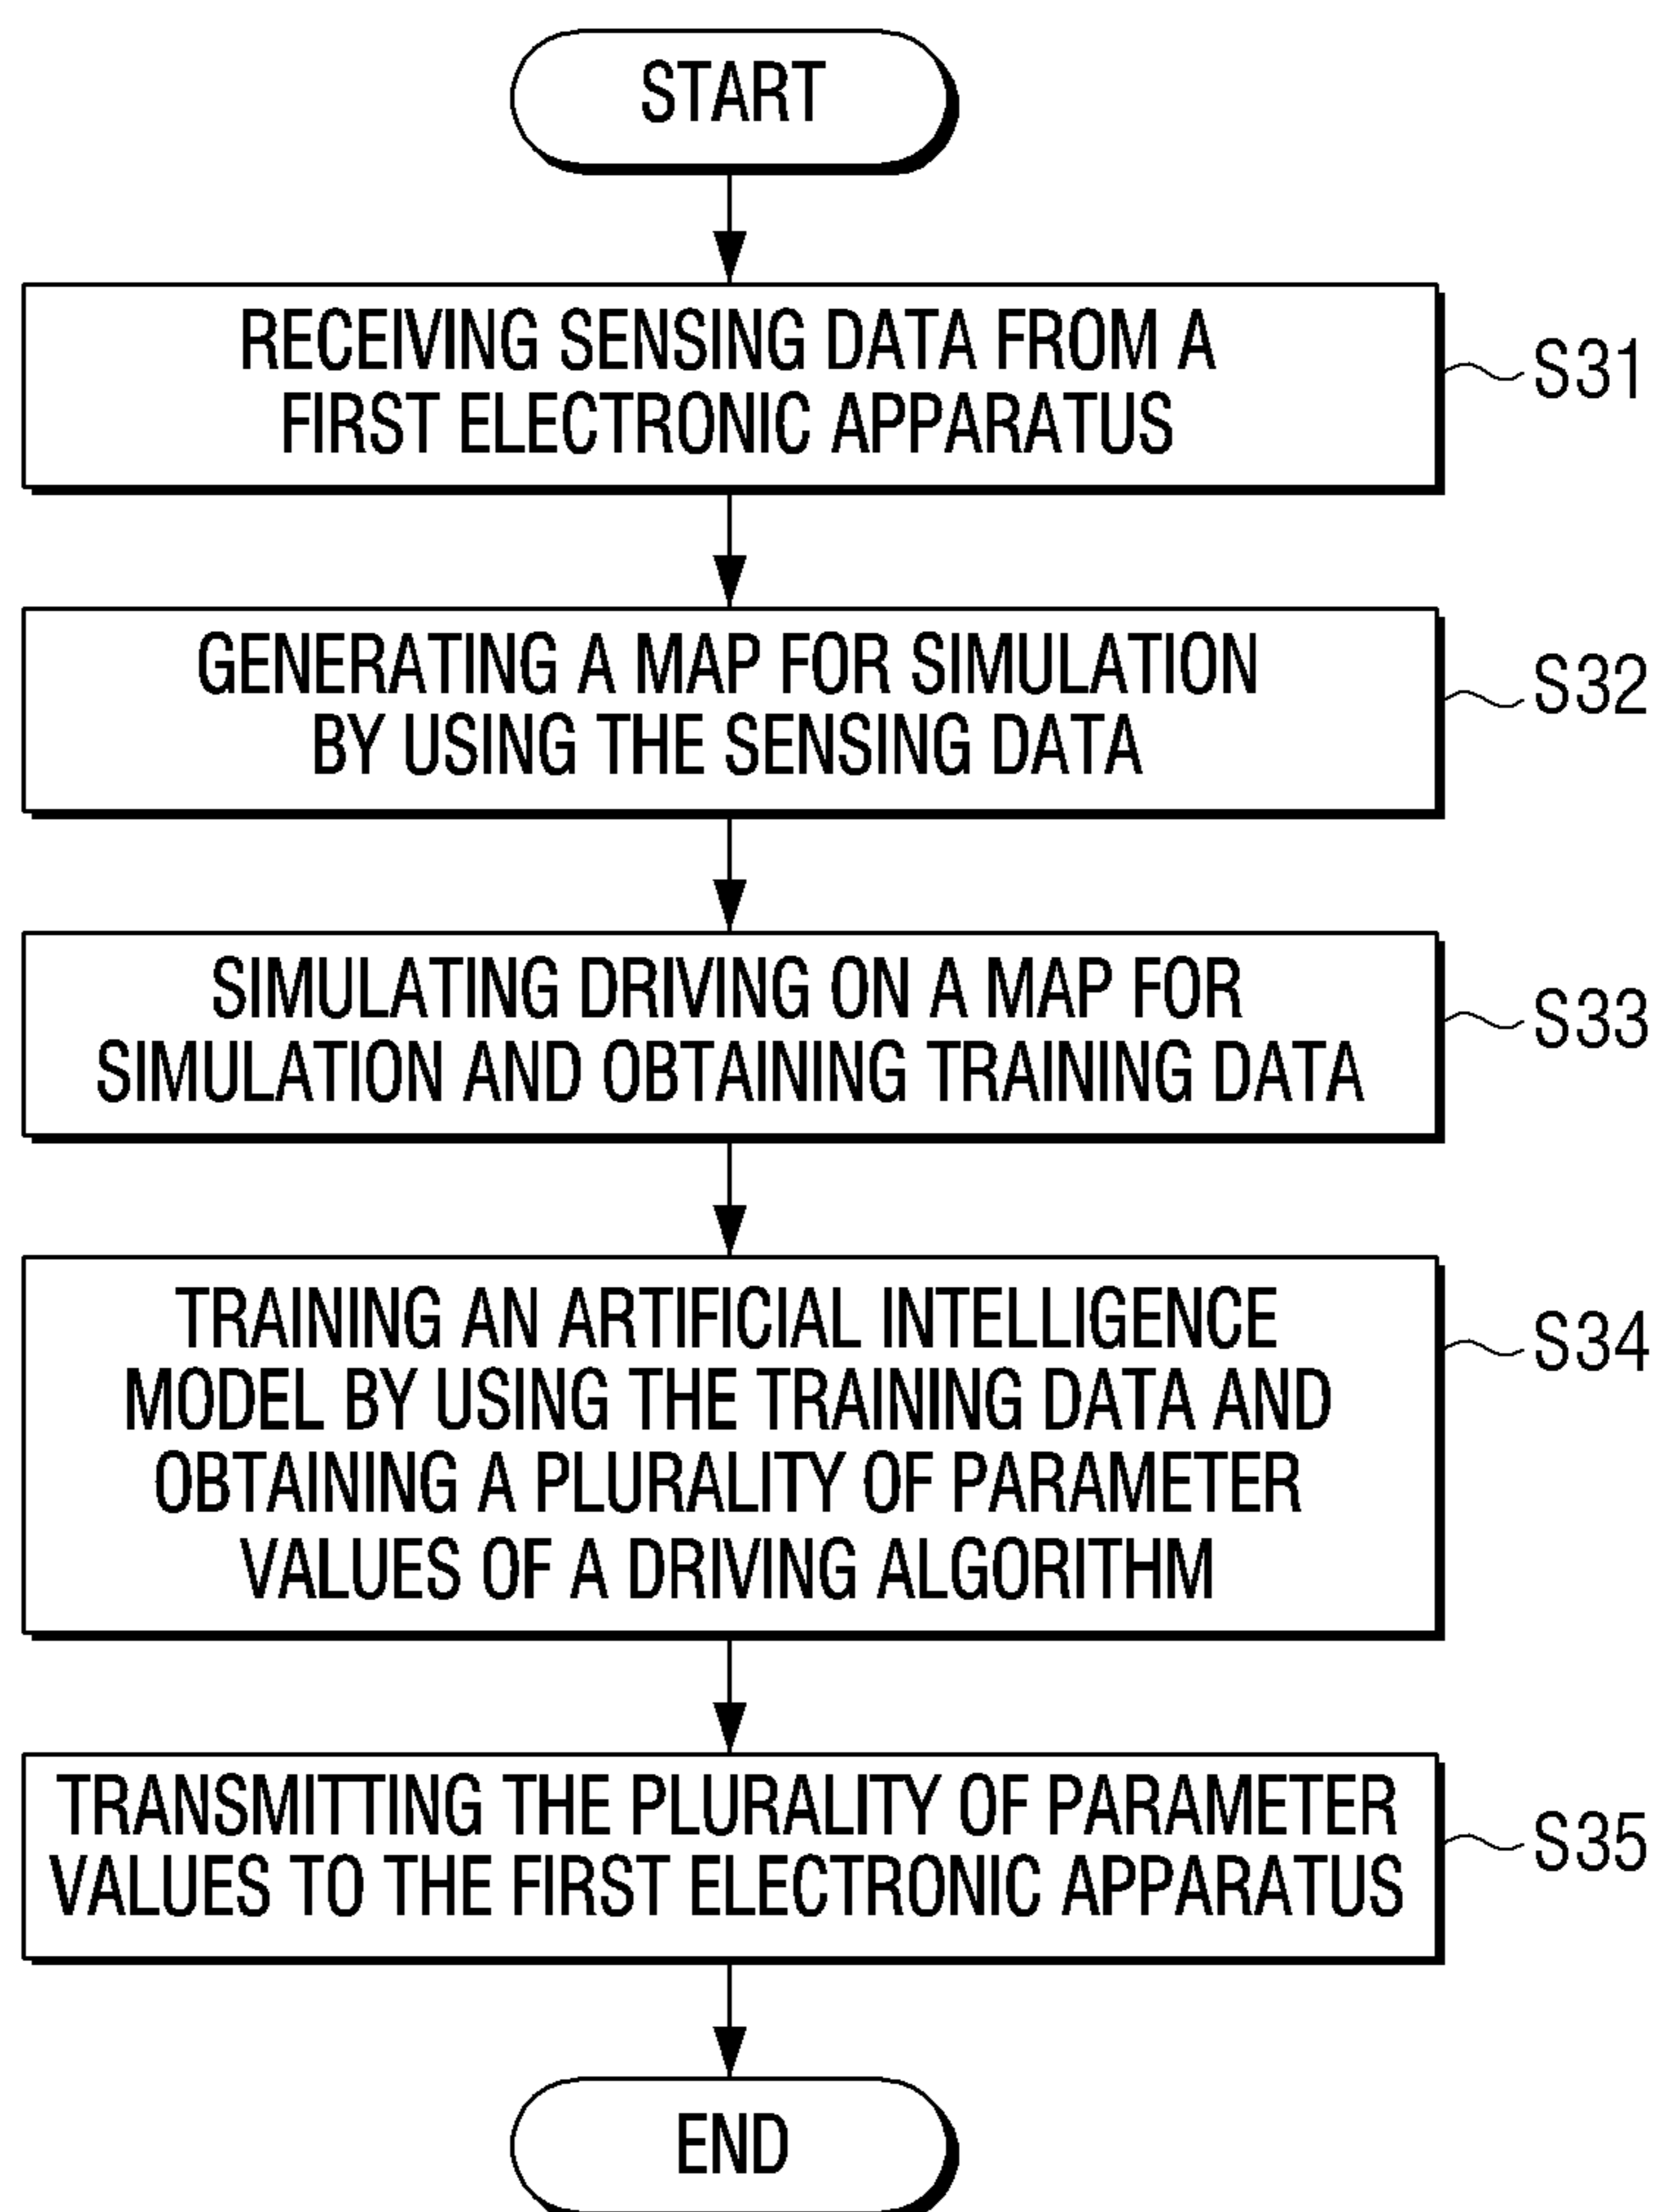 START
RECEIVING SENSING DATA FROM A
FIRST ELECTRONIC APPARATUS
S31
GENERATING A MAP FOR SIMULATION
BY USING THE SENSING DATA
S32
SIMULATING DRIVING ON A MAP FOR
SIMULATION AND OBTAINING TRAINING DATA
S33
TRAINING AN ARTIFICIAL INTELLIGENCE
MODEL BY USING THE TRAINING DATA AND
OBTAINING A PLURALITY OF PARAMETER
VALUES OF A DRIVING ALGORITHM
S34
TRANSMITTING THE PLURALITY OF PARAMETER
VALUES TO THE FIRST ELECTRONIC APPARATUS
S35
END